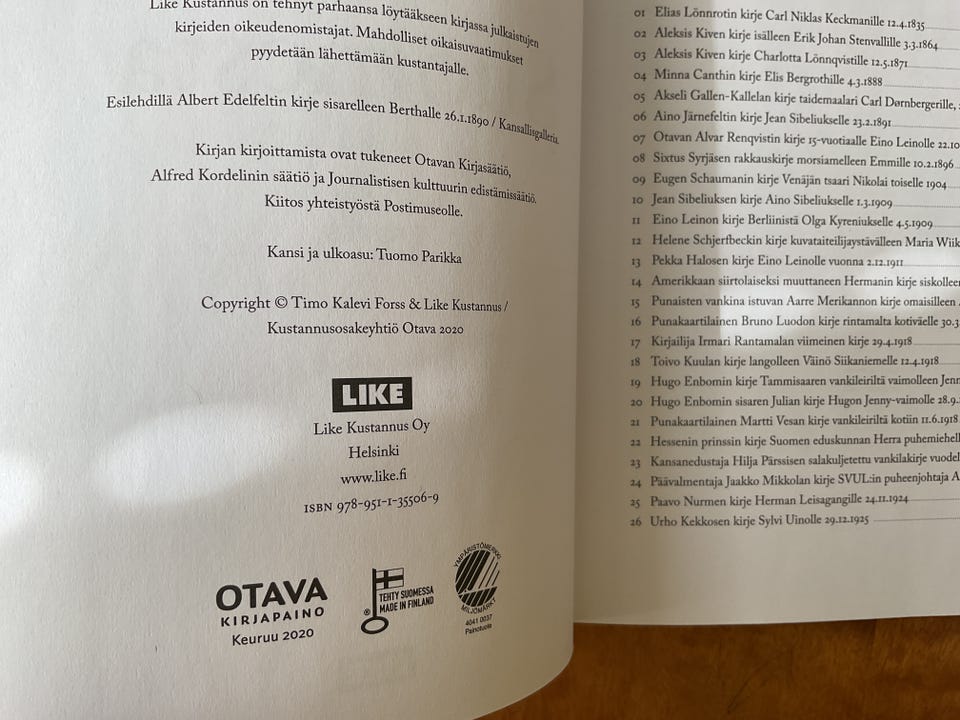 Like Kustannus on tehnyt parhaansa löytääkseen kirjassa julkaistujen
kirjeiden oikeudenomistajat. Mahdolliset oikaisuvaatimukset
pyydetään lähettämään kustantajalle.
Esilehdillä Albert Edelfeltin kirje sisarelleen Berthalle 26.1.1890 / Kansallisgalleria.
Kirjan kirjoittamista ovat tukeneet Otavan Kirjasäätiö,
Alfred Kordelinin säätiö ja Journalistisen kulttuurin edistämissäätiö.
Kiitos yhteistyöstä Postimuseolle.
Kansi ja ulkoasu: Tuomo Parikka
Copyright © Timo Kalevi Forss & Like Kustannus /
Kustannusosakeyhtiö Otava 2020
LIKE
Like Kustannus Oy
Helsinki
www.like.fi
ISBN 978-951-1-35506-9
OTAVA
KIRJAPAINO
Keuruu 2020
®
TEHTY SUOMESSA
MADE IN FINLAND
YMPÄRISTÖMERKKI
MILJÖMÄRKT
4041 0037
Painotuote
01 Elias Lönnrotin kirje Carl Niklas Keckmanille 12.4.1835
02 Aleksis Kiven kirje isälleen Erik Johan Stenvallille 3.3.1864
03 Aleksis Kiven kirje Charlotta Lönnqvistille 12.5.1871
04 Minna Canthin kirje Elis Bergrothille 4.3.1888
05 Akseli Gallen-Kallelan kirje taidemaalari Carl Dørnbergerille,
06 Aino Järnefeltin kirje Jean Sibeliukselle 23.2.1891
07 Otavan Alvar Renqvistin kirje 15-vuotiaalle Eino Leinolle 22.10
08 Sixtus Syrjäsen rakkauskirje morsiamelleen Emmille 10.2.1896
09 Eugen Schaumanin kirje Venäjän tsaari Nikolai toiselle 1904
10 Jean Sibeliuksen kirje Aino Sibeliukselle 1.3.1909
11 Eino Leinon kirje Berliinistä Olga Kyreniukselle 4.5.1909
12 Helene Schjerfbeckin kirje kuvataiteilijaystävälleen Maria Wiik
13 Pekka Halosen kirje Eino Leinolle vuonna 2.12.1911
14 Amerikkaan siirtolaiseksi muuttaneen Hermanin kirje siskolleen
15 Punaisten vankina istuvan Aarre Merikannon kirje omaisilleen
16 Punakaartilainen Bruno Luodon kirje rintamalta kotiväelle 30.3
17 Kirjailija Irmari Rantamalan viimeinen kirje 29.4.1918
18 Toivo Kuulan kirje langolleen Väinö Siikaniemelle 12.4.1918
19 Hugo Enbomin kirje Tammisaaren vankileiriltä vaimolleen Jenn
20 Hugo Enbomin sisaren Julian kirje Hugon Jenny-vaimolle 28.9.
21 Punakaartilainen Martti Vesan kirje vankileiriltä kotiin 11.6.1918
22 Hessenin prinssin kirje Suomen eduskunnan Herra puhemiehell
23 Kansanedustaja Hilja Pärssisen salakuljetettu vankilakirje vuodel
24 Päävalmentaja Jaakko Mikkolan kirje SVUL:in puheenjohtaja A
25 Paavo Nurmen kirje Herman Leisagangille 24.11.1924
26 Urho Kekkosen kirje Sylvi Uinolle 29.12.1925